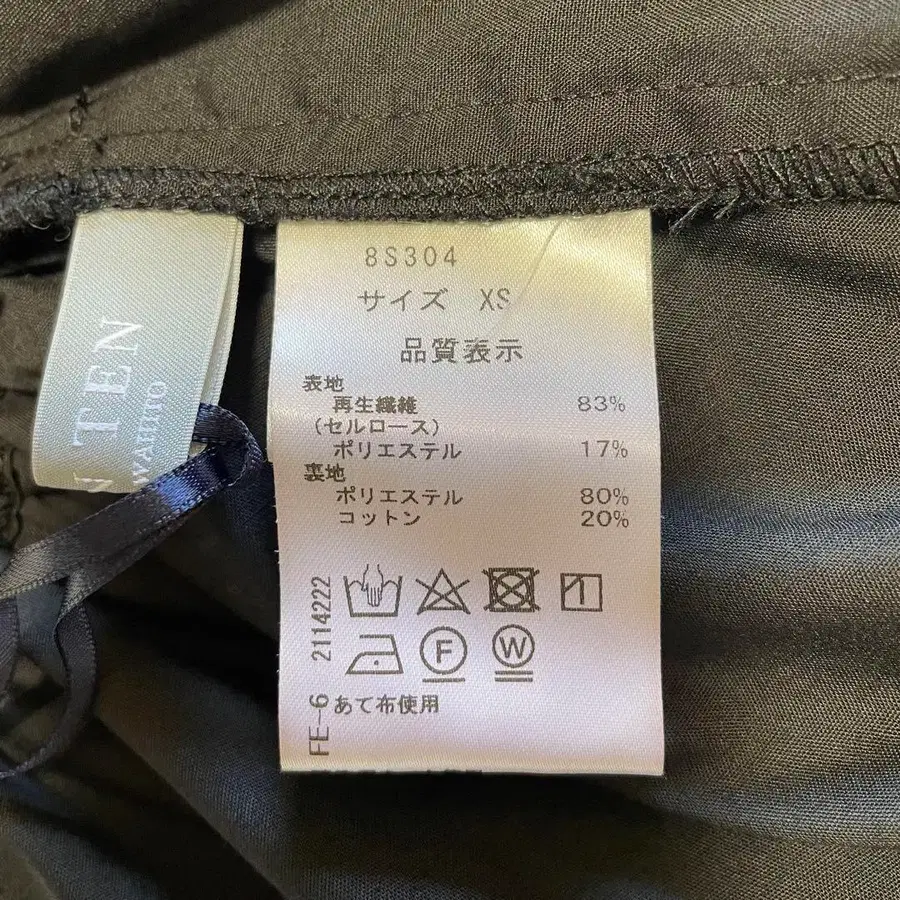 8S304
サイズ XS
品質表示
表地
再生繊維 83%
(セルロース)
ポリエステル 17%
裏地
ポリエステル 80%
コットン 20%
F W
あて布使用
FE-6 2114222
TEN